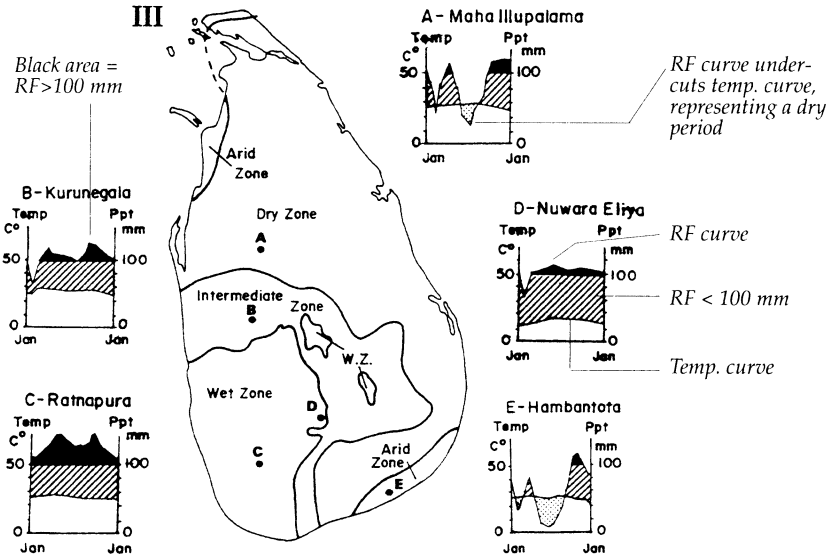 III
Black area =
RF>100 mm
A-Maha Illupalama
Temp
Ppt
C°
mm
50
100
0
0
Jan
Jan
RF curve under-
cuts temp. curve,
representing a dry
period
B-Kurunegala
Temp
Ppt
C°
mm
50
100
0
0
Jan
Jan
D-Nuwara Eliya
Temp
Ppt
C°
mm
50
100
0
0
Jan
Jan
RF curve
RF < 100 mm
Temp. curve
C-Ratnapura
Temp
Ppt
C°
mm
50
100
0
0
Jan
Jan
E-Hambantota
Temp
Ppt
C°
mm
50
100
0
0
Jan
Jan
Arid
Zone
Dry Zone
A
Intermediate
Zone
B
W.Z.
Wet Zone
D
C
Arid
Zone
E